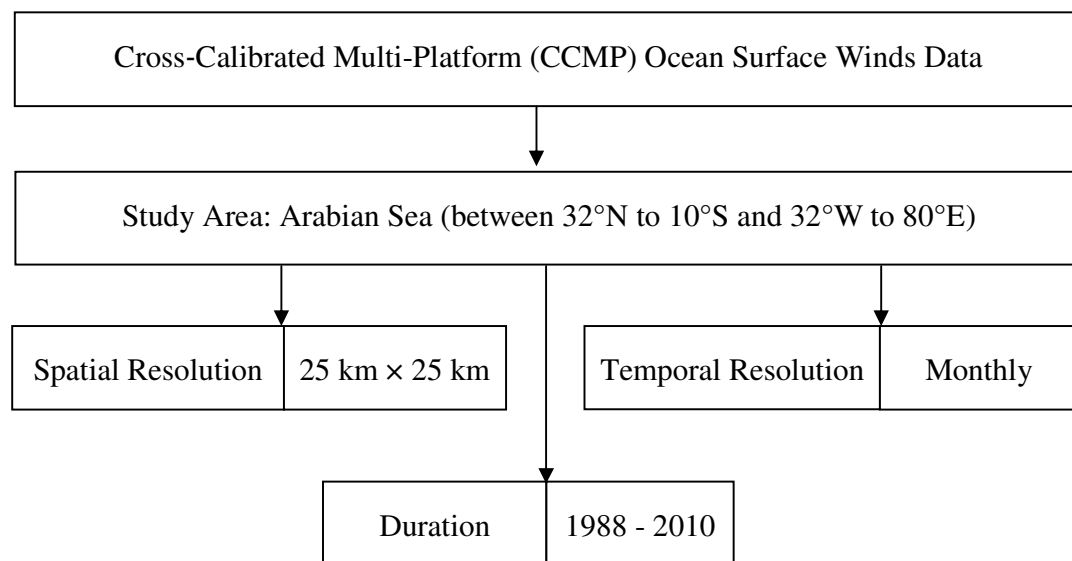 Cross-Calibrated Multi-Platform (CCMP) Ocean Surface Winds Data
Study Area: Arabian Sea (between 32°N to 10°S and 32°W to 80°E)
Spatial Resolution
25 km × 25 km
Temporal Resolution
Monthly
Duration
1988 - 2010